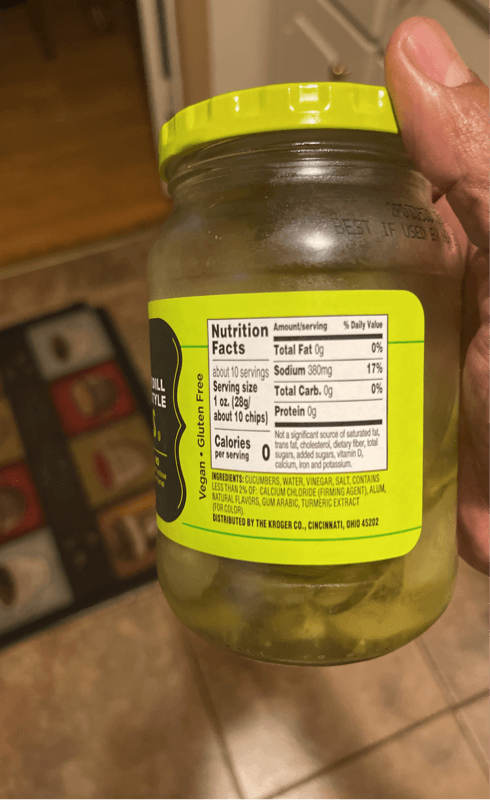 BEST IF USED BY
DILL
STYLE
Vegan • Gluten Free
Nutrition
Facts
about 10 servings
Serving size
1 oz. (28g/
about 10 chips)
Calories
per serving 0
Amount/serving % Daily Value
Total Fat 0g 0%
Sodium 380mg 17%
Total Carb. 0g 0%
Protein 0g
Not a significant source of saturated fat,
trans fat, cholesterol, dietary fiber, total
sugars, added sugars, vitamin D,
calcium, iron and potassium.
INGREDIENTS: CUCUMBERS, WATER, VINEGAR, SALT, CONTAINS
LESS THAN 2% OF: CALCIUM CHLORIDE (FIRMING AGENT), ALUM,
NATURAL FLAVORS, GUM ARABIC, TURMERIC EXTRACT
(FOR COLOR).
DISTRIBUTED BY THE KROGER CO., CINCINNATI, OHIO 45202